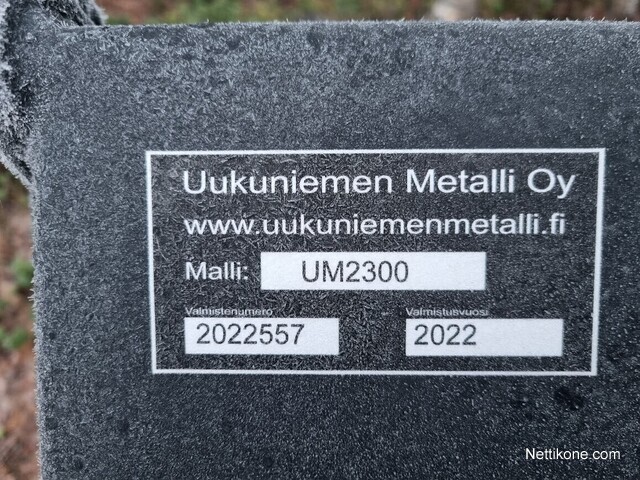 Uukuniemen Metalli Oy
www.uukuniemenmetalli.fi
Malli: UM2300
Valmistenumero Valmistusvuosi
2022557 2022
Nettikone.com